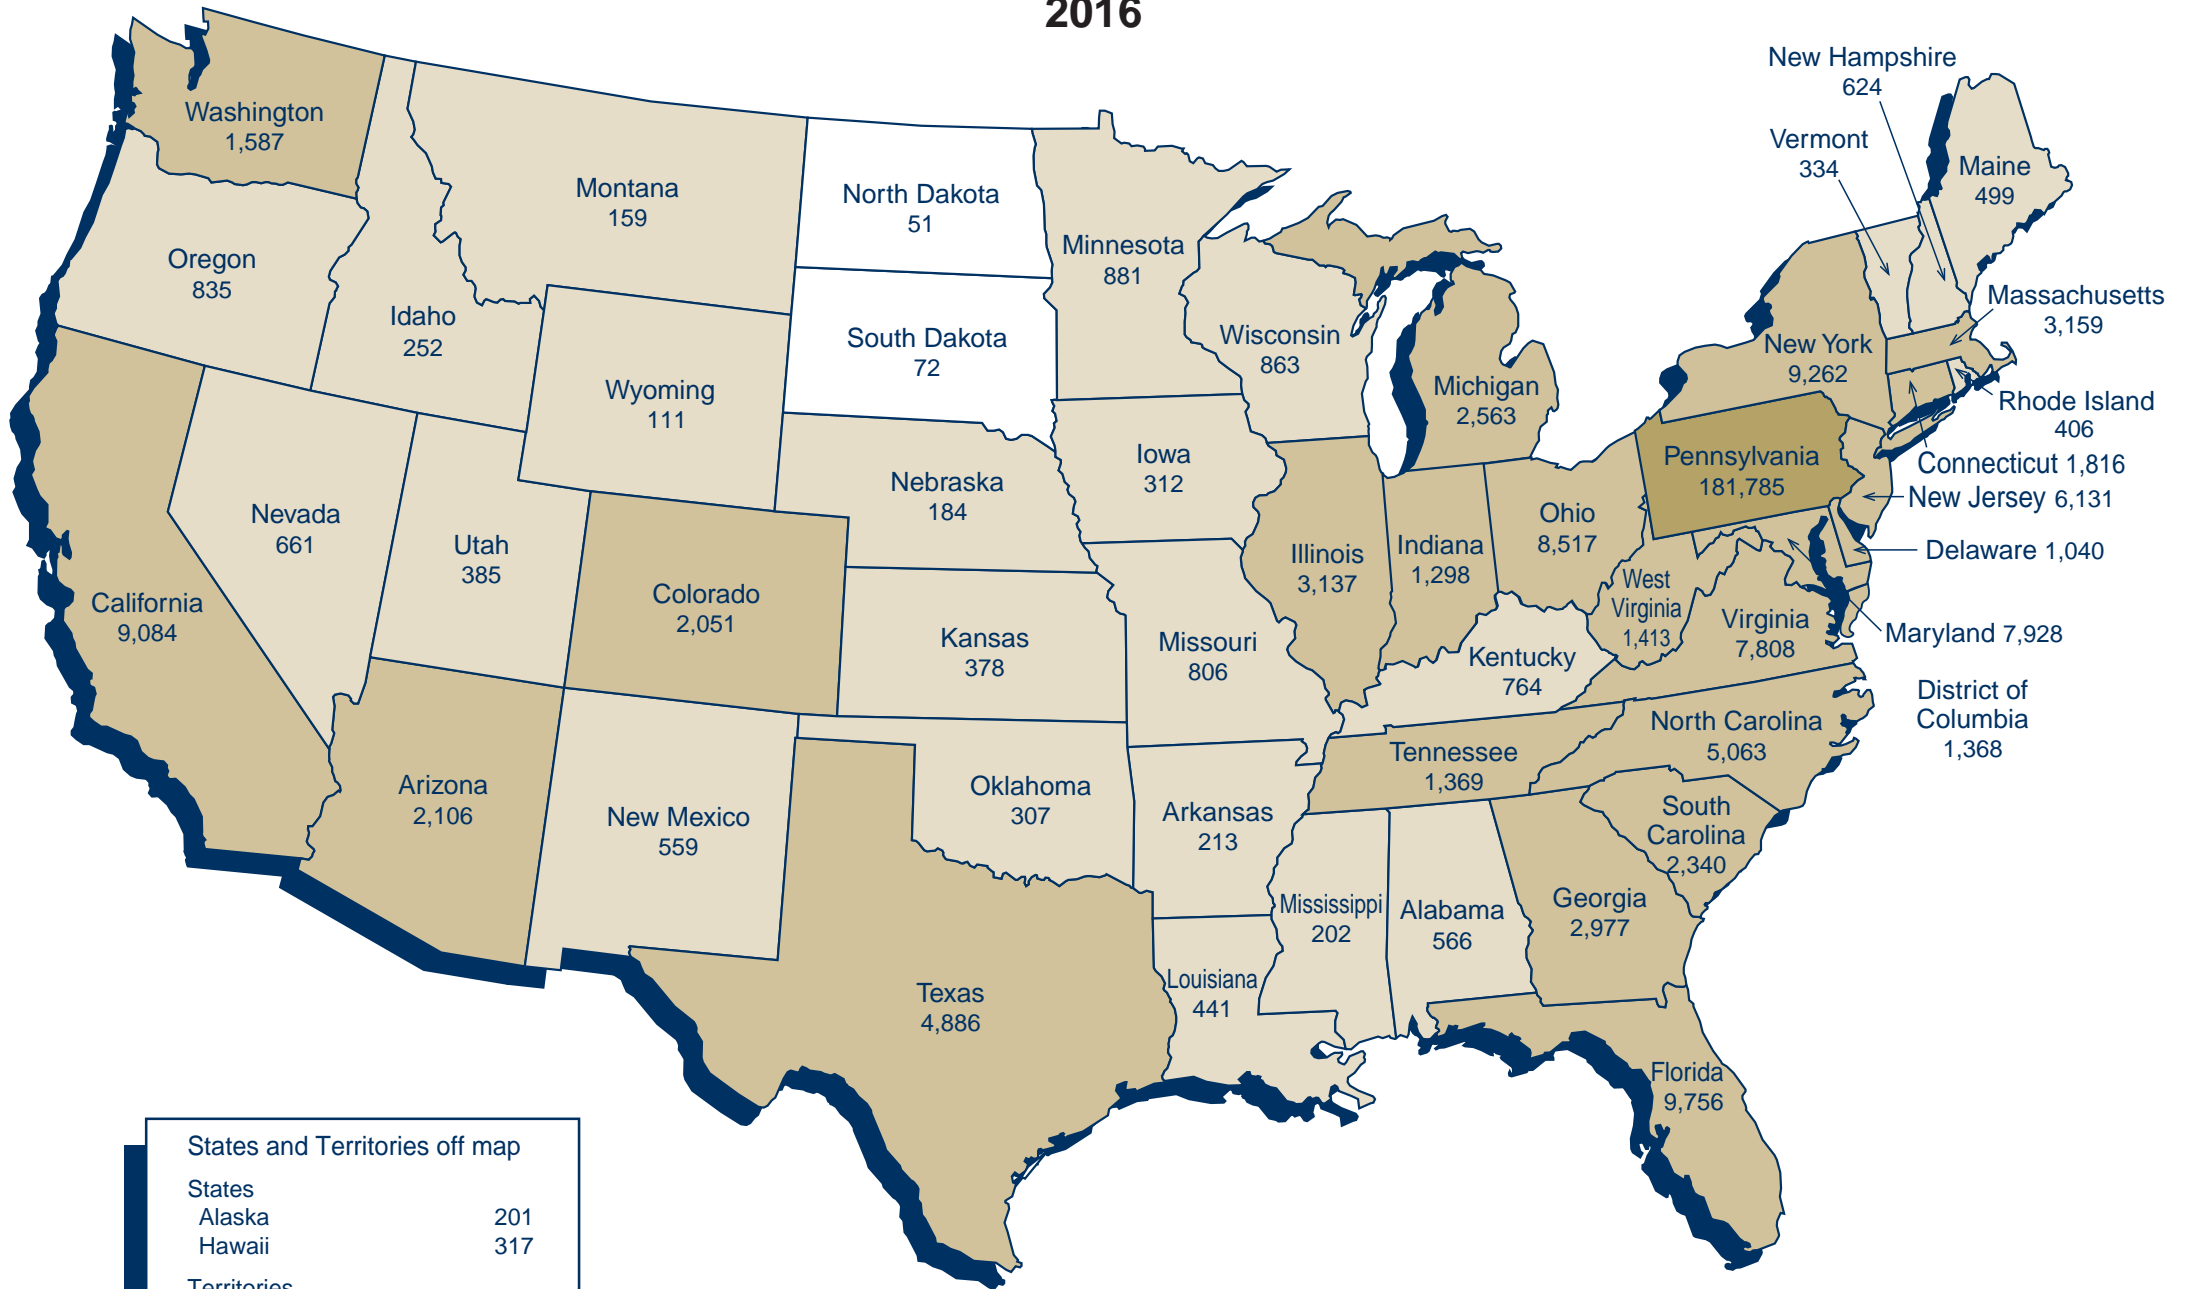 2016
Washington
1,587
Oregon
835
California
9,084
Nevada
661
Idaho
252
Montana
159
Wyoming
111
Utah
385
Colorado
2,051
Arizona
2,106
New Mexico
559
North Dakota
51
South Dakota
72
Nebraska
184
Kansas
378
Oklahoma
307
Texas
4,886
Minnesota
881
Iowa
312
Missouri
806
Arkansas
213
Louisiana
441
Wisconsin
863
Illinois
3,137
Michigan
2,563
Indiana
1,298
Ohio
8,517
Kentucky
764
Tennessee
1,369
Mississippi
202
Alabama
566
Georgia
2,977
Florida
9,756
South
Carolina
2,340
North Carolina
5,063
Virginia
7,808
West
Virginia
1,413
Pennsylvania
181,785
New York
9,262
New Hampshire
624
Vermont
334
Maine
499
Massachusetts
3,159
Rhode Island
406
Connecticut 1,816
New Jersey 6,131
Delaware 1,040
Maryland 7,928
District of
Columbia
1,368
States and Territories off map
States
Alaska 201
Hawaii 317
Territories